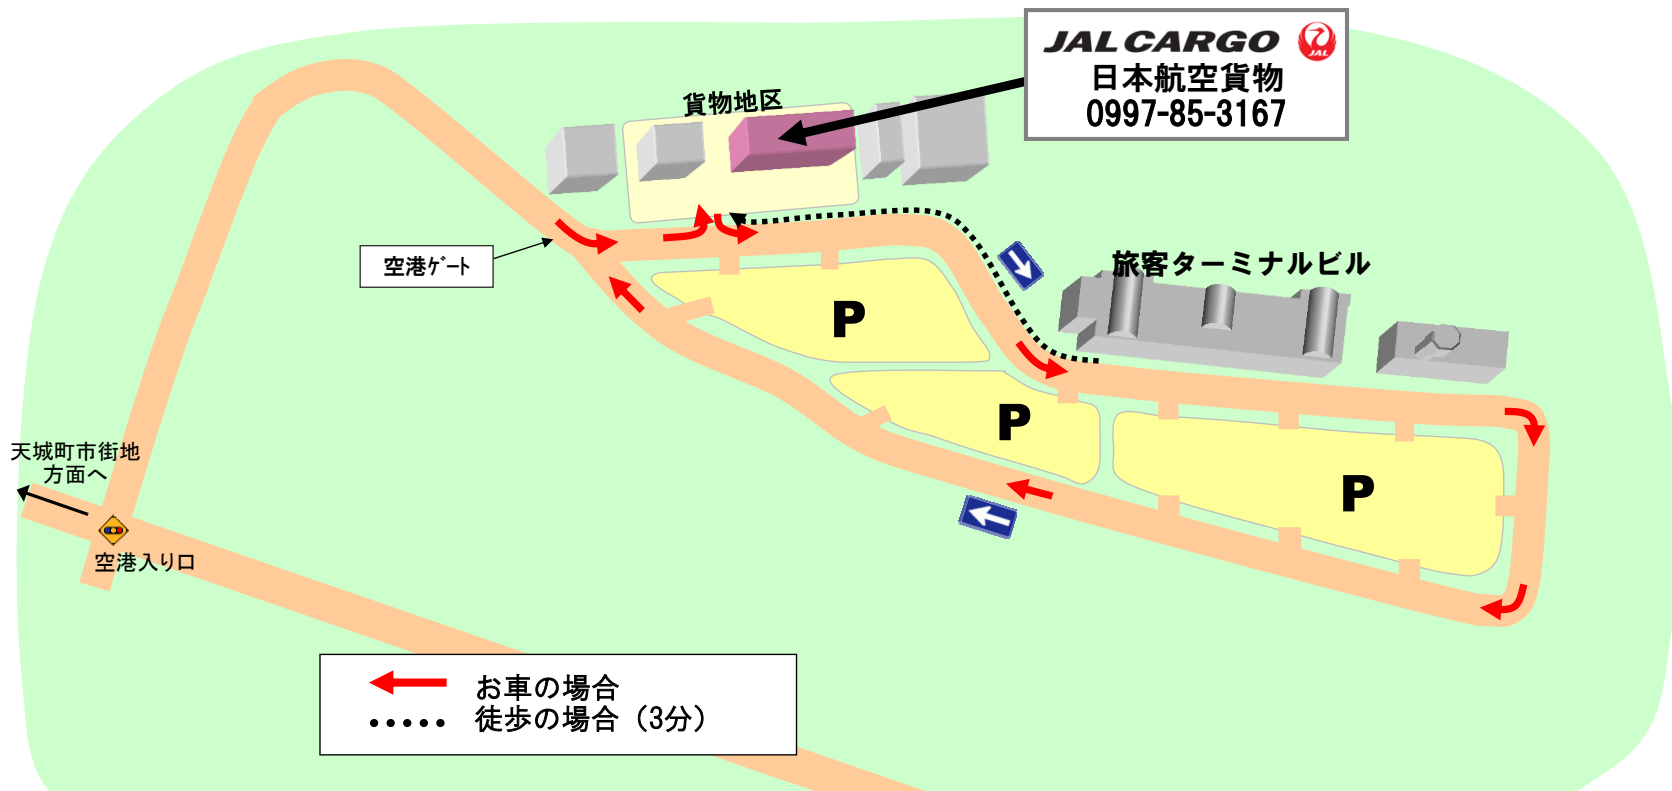 JAL CARGO
JAL
日本航空貨物
0997-85-3167
貨物地区
空港ｹﾞｰﾄ
旅客ターミナルビル
P
P
P
天城町市街地
方面へ
空港入り口
お車の場合
徒歩の場合（3分）